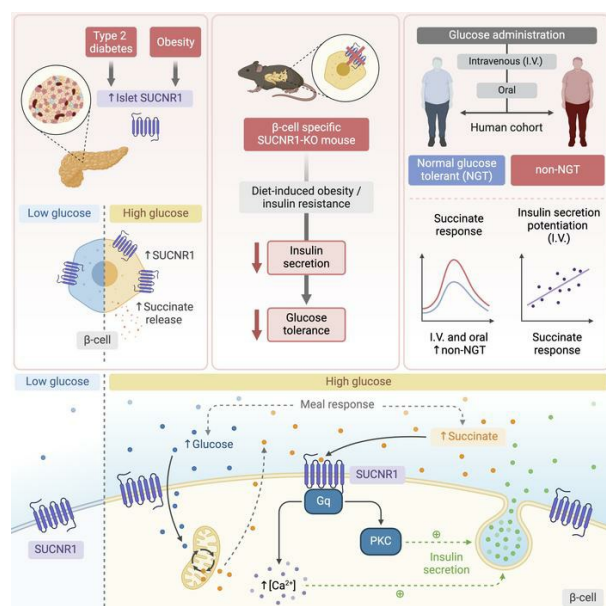 Type 2
diabetes
Obesity
↑Islet SUCNR1
Low glucose
High glucose
↑SUCNR1
↑Succinate
release
β-cell
β-cell specific
SUCNR1-KO mouse
Diet-induced obesity /
insulin resistance
Insulin
secretion
Glucose
tolerance
Glucose administration
Intravenous (I.V.)
Oral
Human cohort
Normal glucose
tolerant (NGT)
non-NGT
Succinate
response
I.V. and oral
↑non-NGT
Insulin secretion
potentiation
(I.V.)
Succinate
response
Low glucose
High glucose
Meal response
↑Glucose
↑Succinate
SUCNR1
Gq
SUCNR1
PKC
⊕
Insulin
secretion
↑[Ca²⁺]
⊕
β-cell